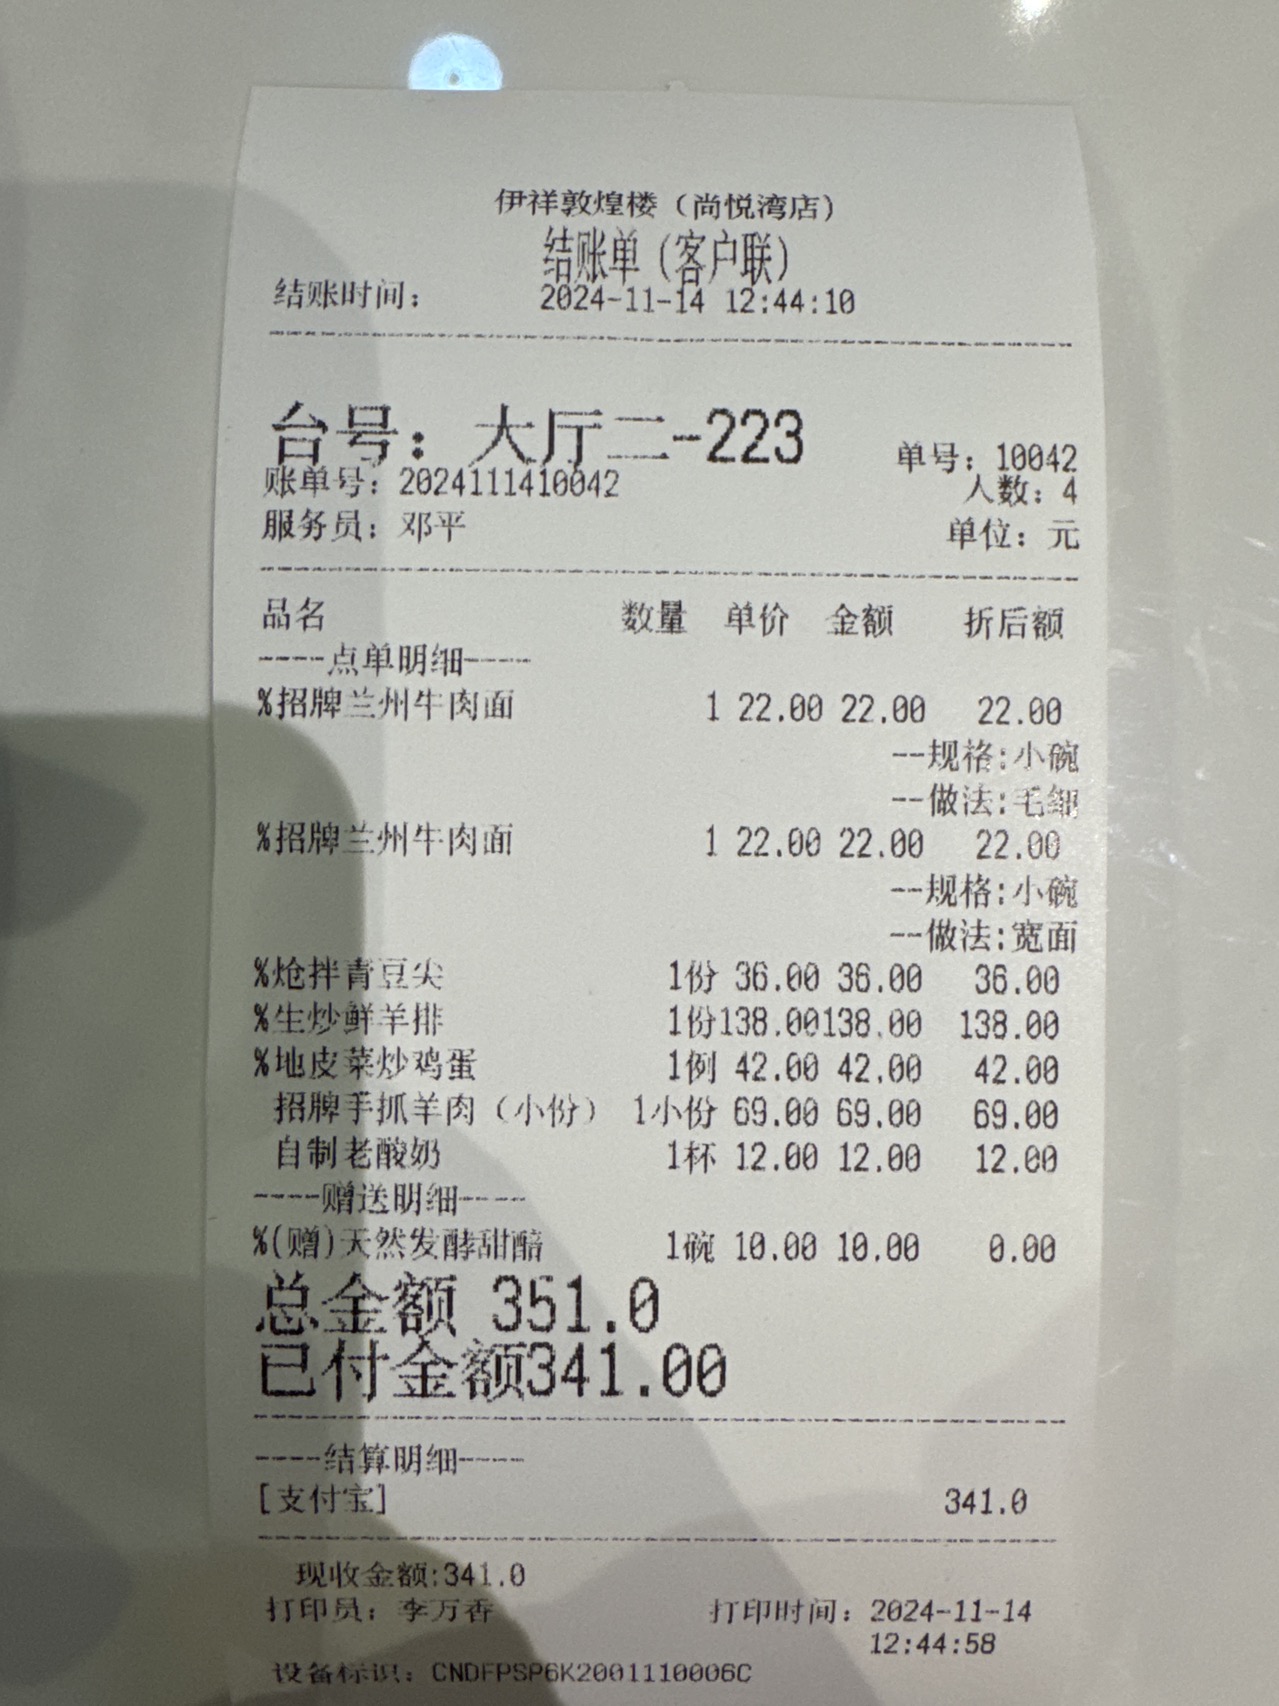 伊祥敦煌楼（尚悦湾店）
结账单（客户联）
结账时间： 2024-11-14 12:44:10
台号：大厅二-223 单号：10042
账单号：2024111410042 人数：4
服务员：邓平 单位：元
品名 数量 单价 金额 折后额
----点单明细----
%招牌兰州牛肉面 1 22.00 22.00 22.00
--规格:小碗
--做法:毛细
%招牌兰州牛肉面 1 22.00 22.00 22.00
--规格:小碗
--做法:宽面
%炝拌青豆尖 1份 36.00 36.00 36.00
%生炒鲜羊排 1份138.00138.00 138.00
%地皮菜炒鸡蛋 1例 42.00 42.00 42.00
招牌手抓羊肉（小份） 1小份 69.00 69.00 69.00
自制老酸奶 1杯 12.00 12.00 12.00
----赠送明细----
%(赠)天然发酵甜醅 1碗 10.00 10.00 0.00
总金额 351.0
已付金额341.00
----结算明细----
[支付宝] 341.0
现收金额:341.0
打印员：李万香 打印时间：2024-11-14
12:44:58
设备标识：CNDFPSP6K2001110006C